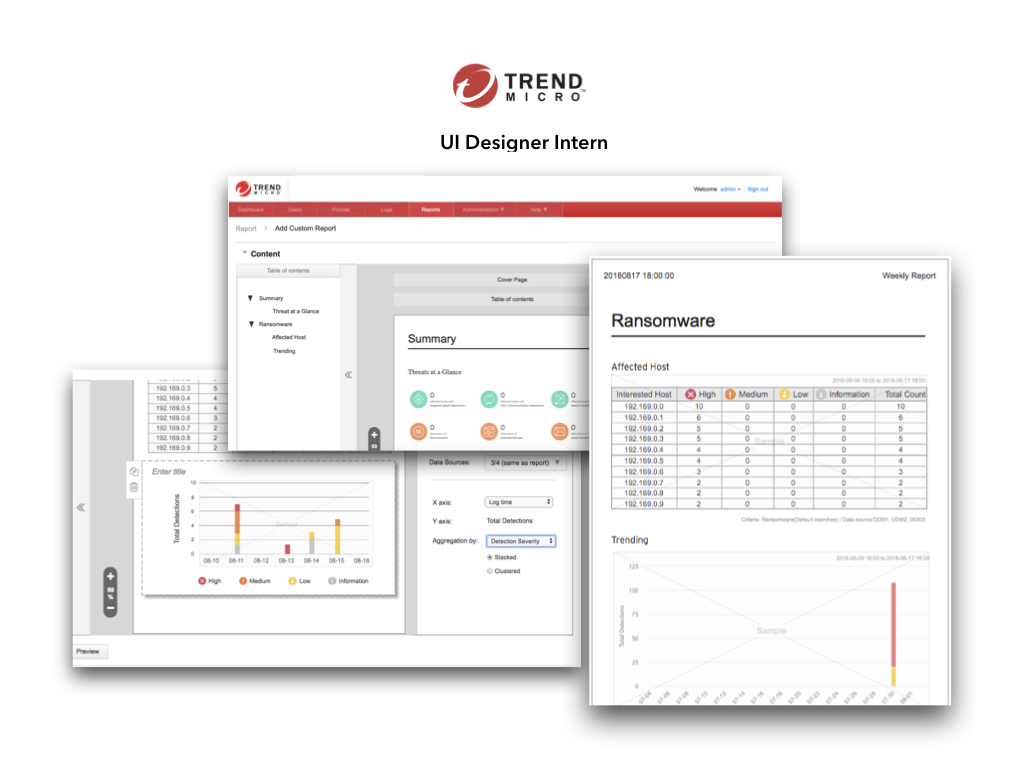 TREND
MICRO™
UI Designer Intern
TREND
MICRO
Welcome admin | Sign out
Dashboard Users Policies Logs Reports Administrations Help
Report > Add Custom Report
Content
Table of contents
Summary
Threat at a Glance
Ransomware
Affected Host
Trending
Cover Page
Table of contents
Summary
Threats at a Glance
0 0 0
0 0 0
192.169.0.3 5
192.169.0.4 4
192.169.0.5 4
192.169.0.6 3
192.169.0.7 2
192.169.0.8 2
192.169.0.9 2
Enter title
Total Detections
10
8
6
4
2
0
Sample
08-10 08-11 08-12 08-13 08-14 08-15 08-16
High Medium Low Information
Data Sources: 3/4 (same as report)
X axis: Log time
Y axis: Total Detections
Aggregation by: Detection Severity
Stacked
Clustered
Preview
20180817 18:00:00 Weekly Report
Ransomware
Affected Host
2018-08-08 18:00 to 2018-08-17 18:00
Interested Host High Medium Low Information Total Count
192.169.0.0 10 0 0 0 10
192.169.0.1 6 0 0 0 6
192.169.0.2 5 0 0 0 5
192.169.0.3 5 0 0 0 5
Sample
192.169.0.4 4 0 0 0 4
192.169.0.5 4 0 0 0 4
192.169.0.6 3 0 0 0 3
192.169.0.7 2 0 0 0 2
192.169.0.8 2 0 0 0 2
192.169.0.9 2 0 0 0 2
Criteria: Ransomware(Default searches) / Data source:DDI01, DDI02, DDI03
Trending
2018-08-08 18:00 to 2018-08-17 18:00
Total Detections
125
100
75
50
25
0
Sample
07-04 07-06 07-08 07-10 07-12 07-14 07-16 07-18 07-20 07-22 07-24 07-26 07-28 07-30 08-01